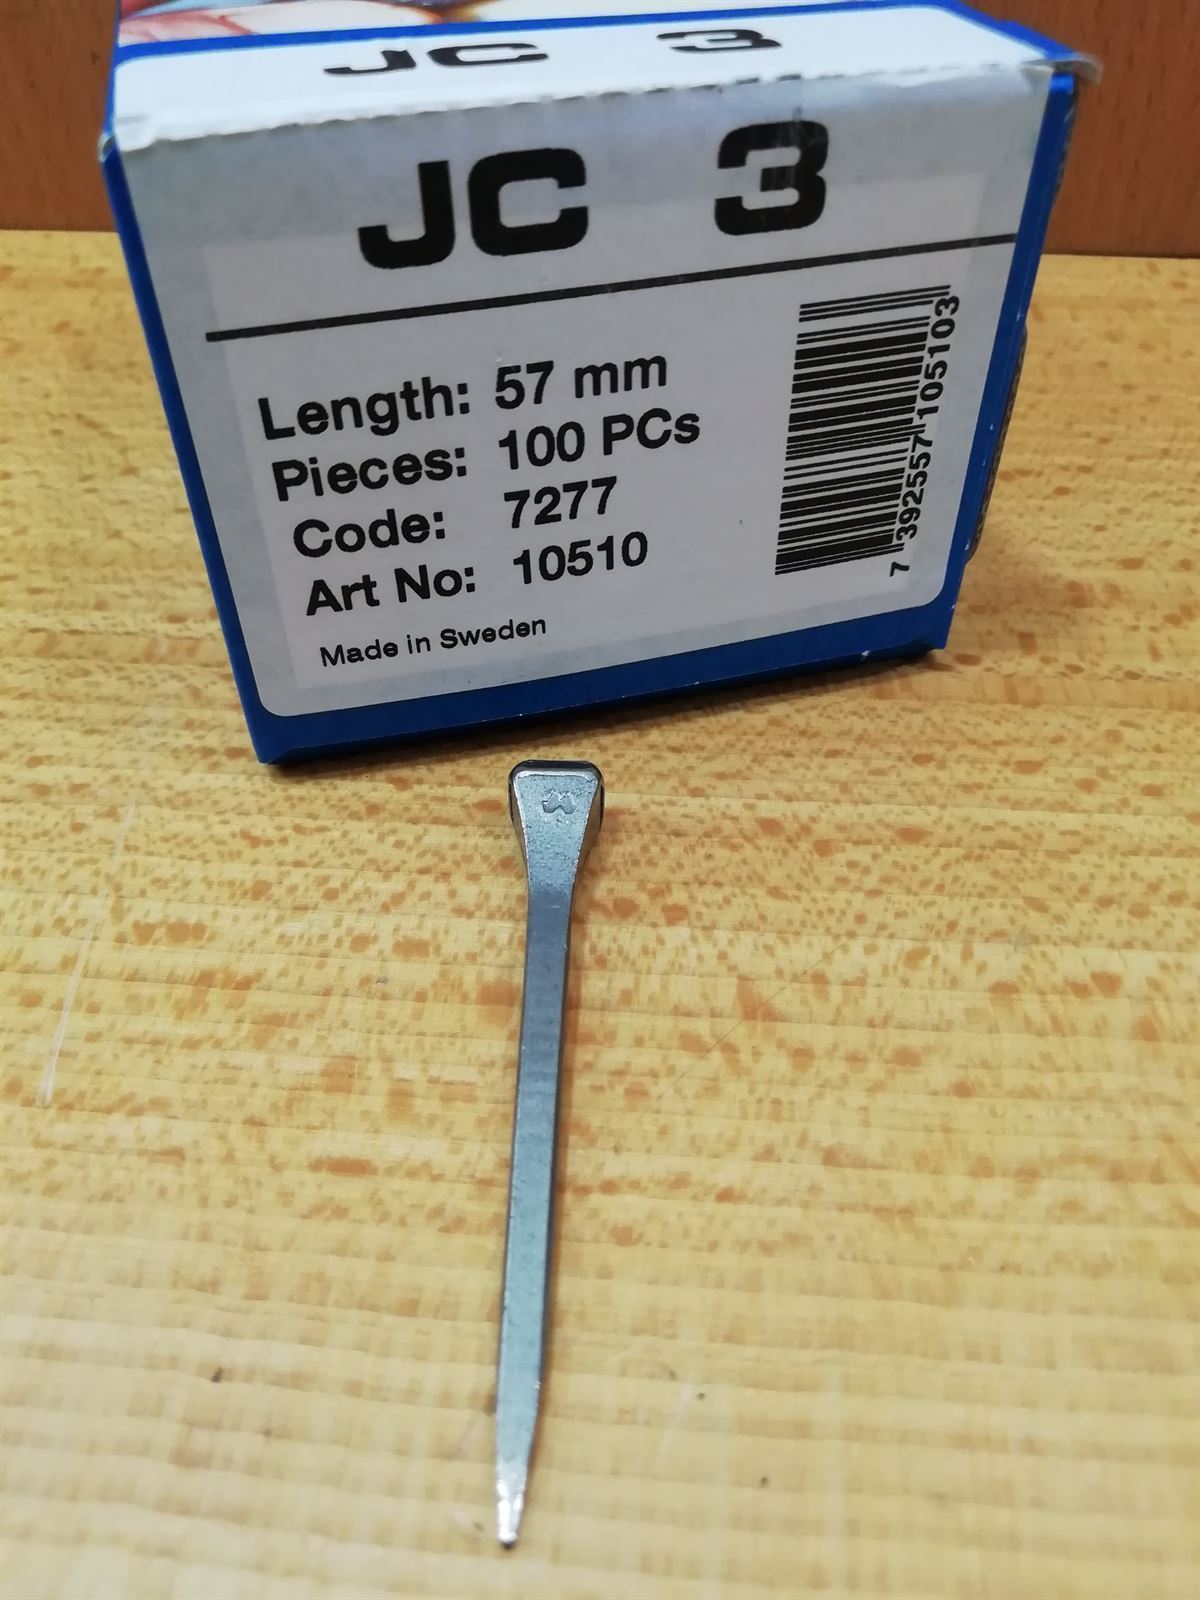 JC 3
JC 3
Length: 57 mm
Pieces: 100 PCs
Code: 7277
Art No: 10510
Made in Sweden
7 392557 105103